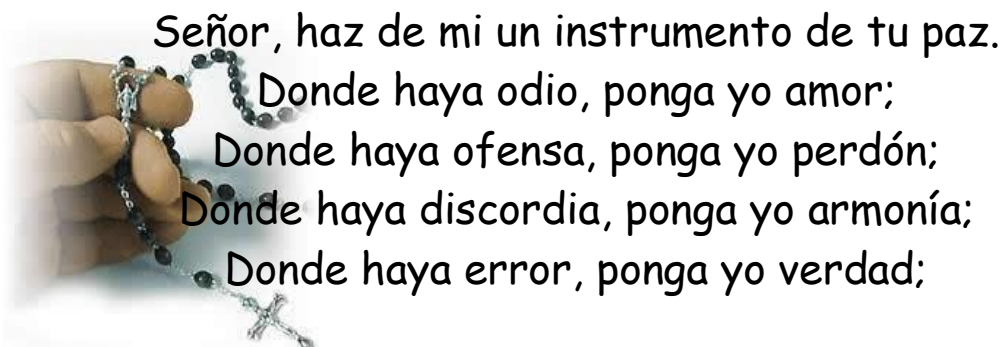 Señor, haz de mi un instrumento de tu paz.
Donde haya odio, ponga yo amor;
Donde haya ofensa, ponga yo perdón;
Donde haya discordia, ponga yo armonía;
Donde haya error, ponga yo verdad;